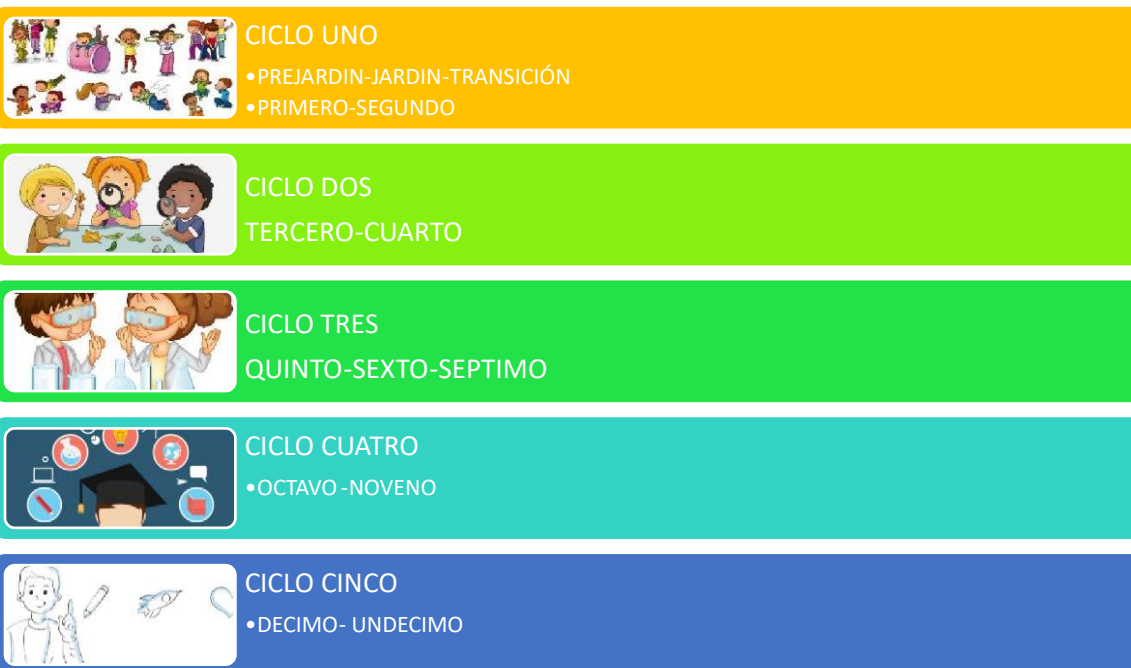 CICLO UNO
•PREJARDIN-JARDIN-TRANSICIÓN
•PRIMERO-SEGUNDO
CICLO DOS
TERCERO-CUARTO
CICLO TRES
QUINTO-SEXTO-SEPTIMO
CICLO CUATRO
•OCTAVO -NOVENO
CICLO CINCO
•DECIMO- UNDECIMO